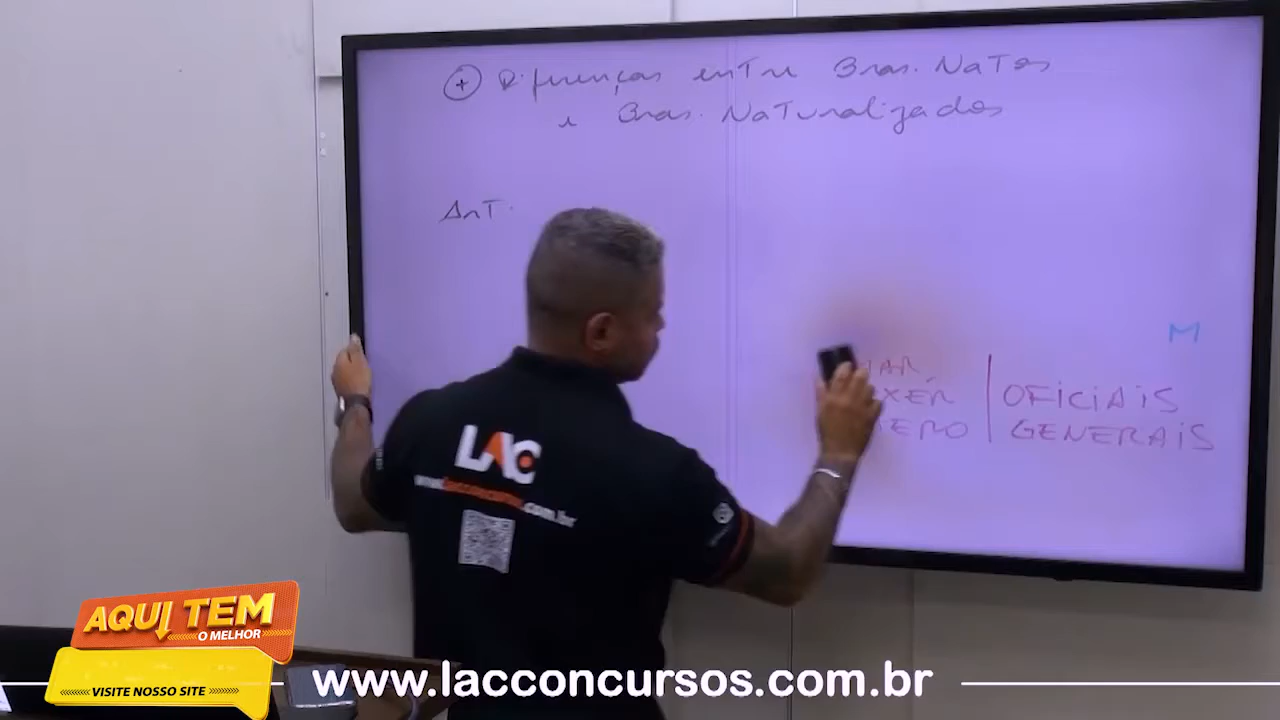 + Diferenças entre Bras. Natos
e Bras. Naturalizados
Ant.
M
OFICIAIS
GENERAIS
LAC
.com.br
AQUI TEM
O MELHOR
VISITE NOSSO SITE
www.lacconcursos.com.br